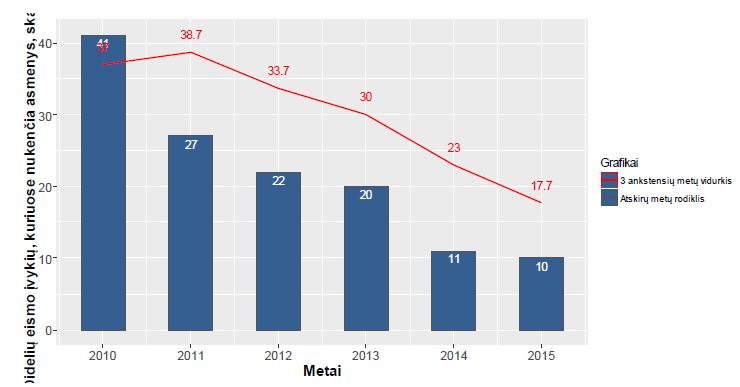 Didelių eismo įvykių, kuriuose nukenčia asmenys,
40
30
20
10
0
41
37
38.7
27
33.7
22
30
20
23
11
17.7
10
2010 2011 2012 2013 2014 2015
Metai
Grafikai
3 ankstensių metų vidurkis
Atskirų metų rodiklis